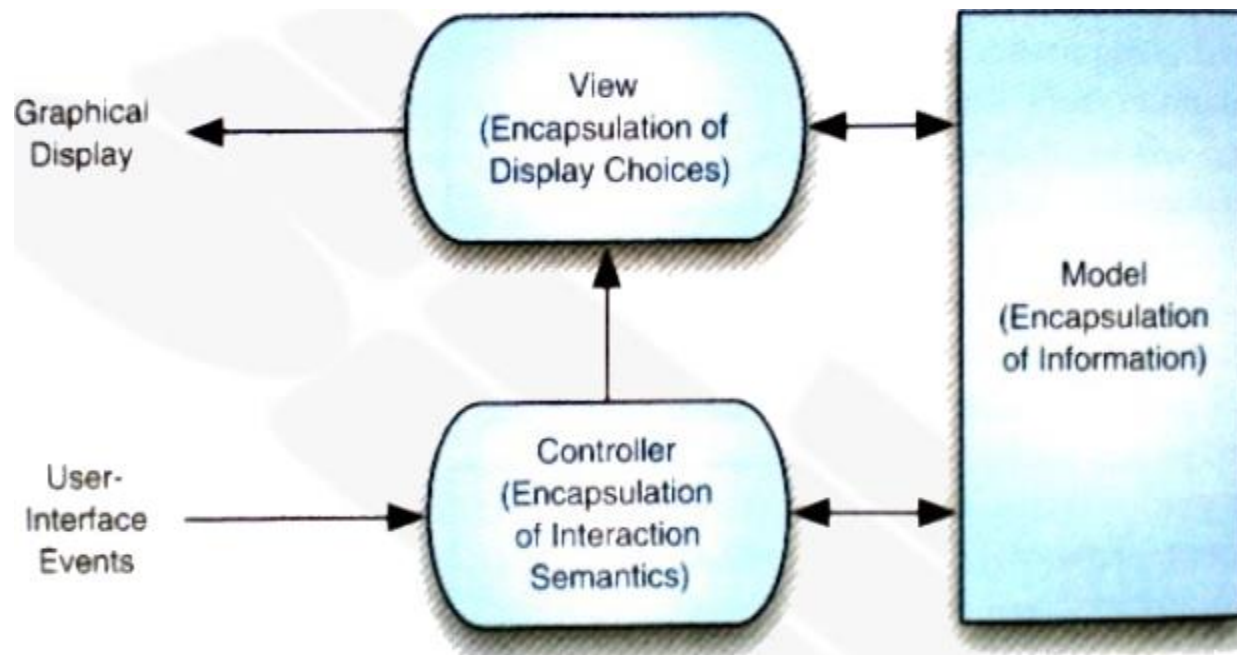 Graphical
Display
View
(Encapsulation of
Display Choices)
Model
(Encapsulation
of Information)
User-
Interface
Events
Controller
(Encapsulation
of Interaction
Semantics)